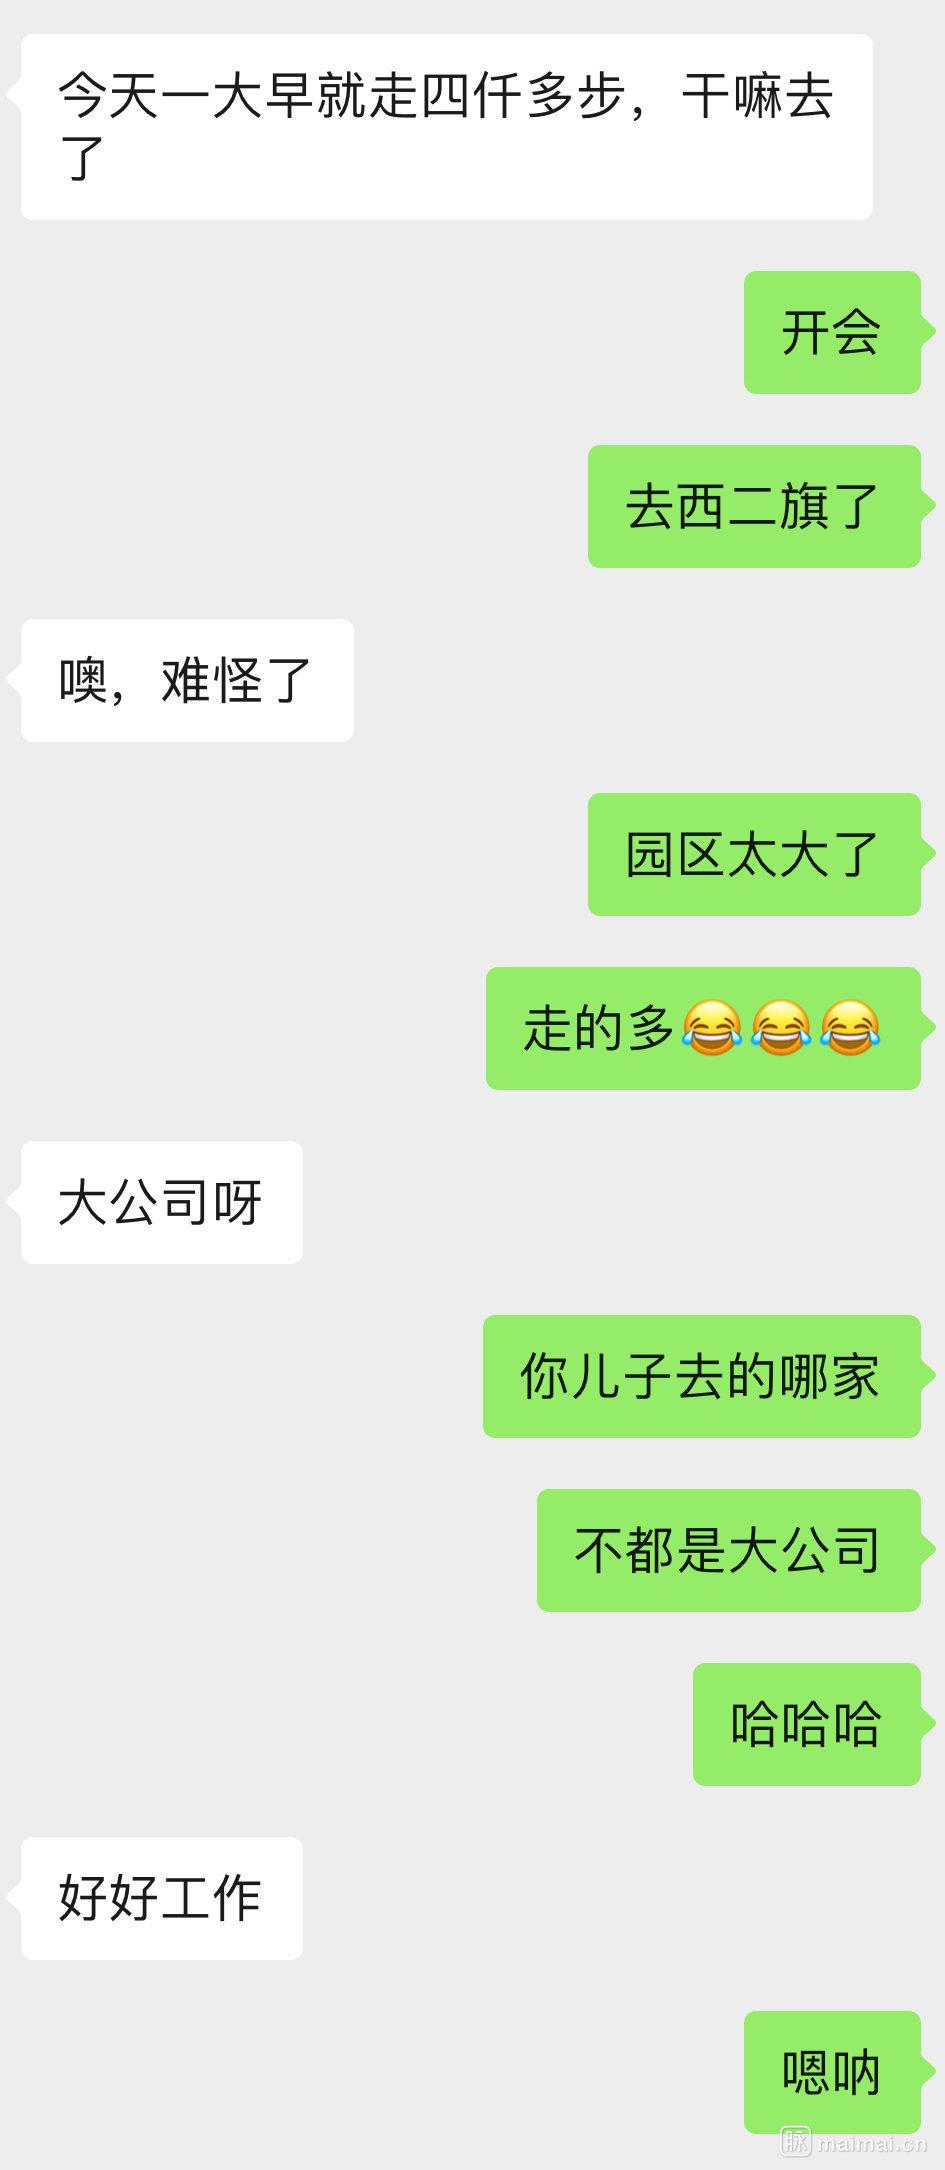 今天一大早就走四仟多步，干嘛去
了
开会
去西二旗了
噢，难怪了
园区太大了
走的多😂😂😂
大公司呀
你儿子去的哪家
不都是大公司
哈哈哈
好好工作
嗯呐
脉 maimai.cn